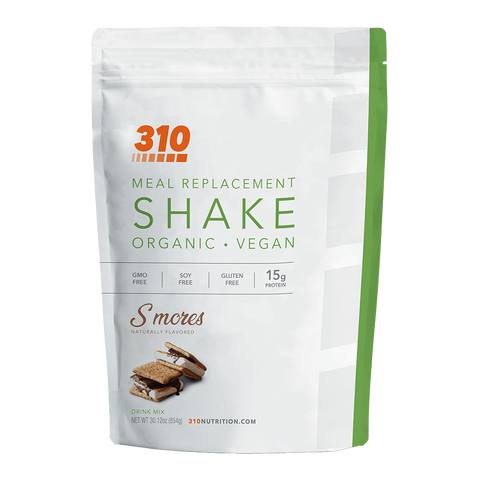 310
MEAL REPLACEMENT
SHAKE
ORGANIC • VEGAN
GMO FREE
SOY FREE
GLUTEN FREE
15g PROTEIN
S'mores
NATURALLY FLAVORED
DRINK MIX
NET WT 30.12oz (854g)
310NUTRITION.COM